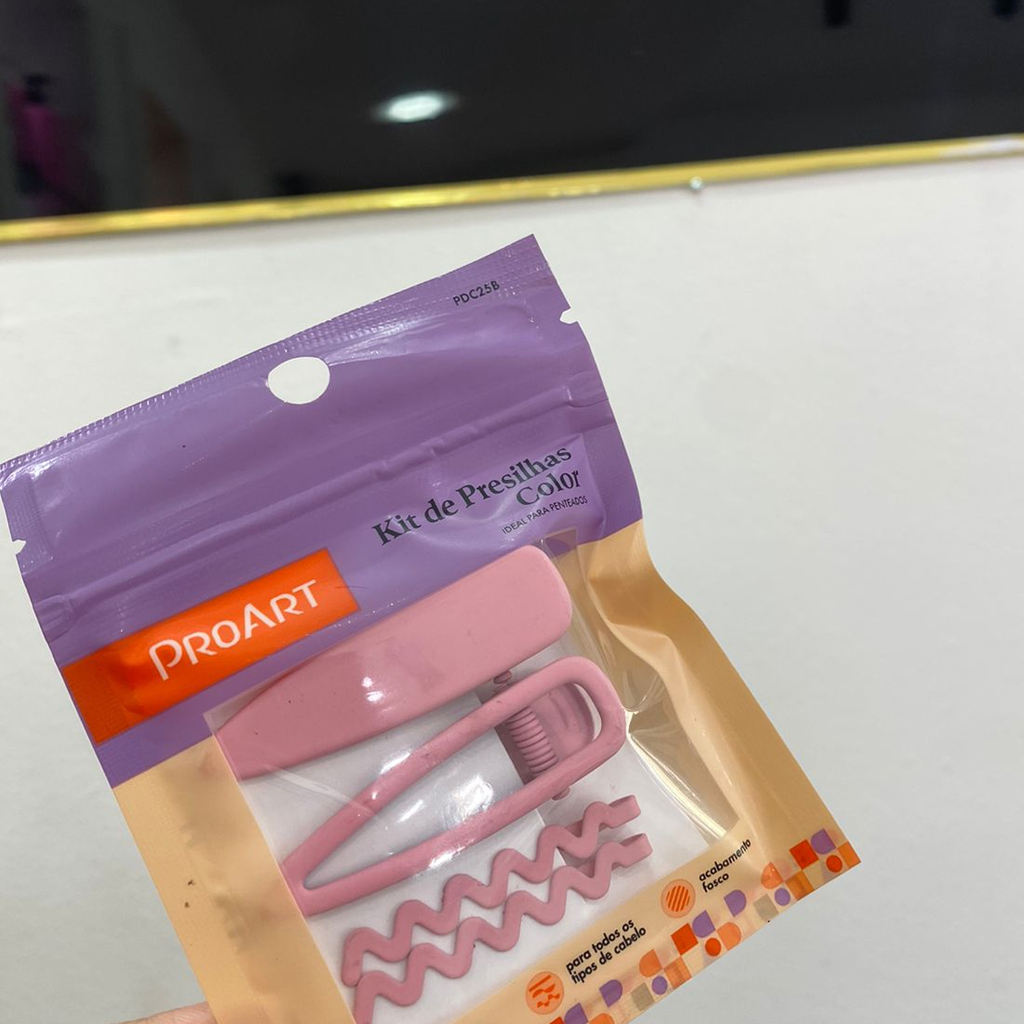 PDC25B
Kit de Presilhas
Color
IDEAL PARA PENTEADOS
PROART
acabamento
fosco
para todos os
tipos de cabelo